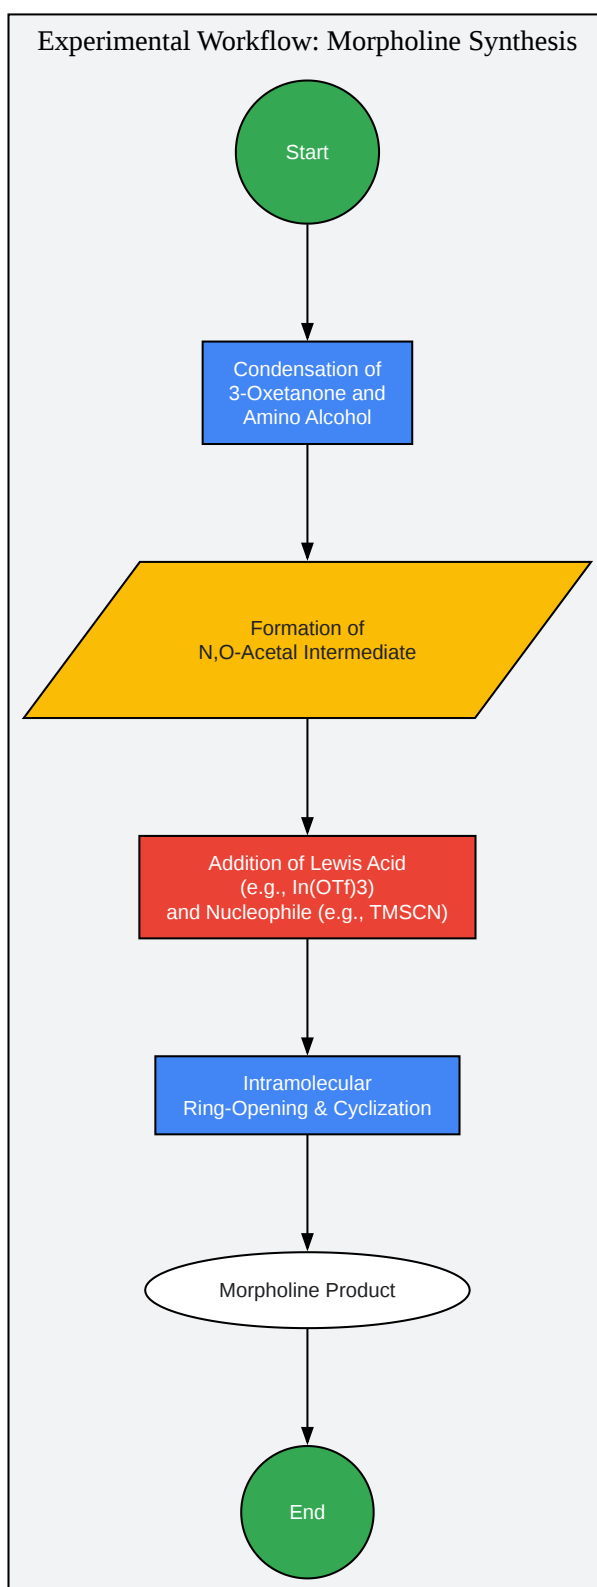 Experimental Workflow: Morpholine Synthesis
Start
Condensation of
3-Oxetanone and
Amino Alcohol
Formation of
N,O-Acetal Intermediate
Addition of Lewis Acid
(e.g., In(OTf)3)
and Nucleophile (e.g., TMSCN)
Intramolecular
Ring-Opening & Cyclization
Morpholine Product
End